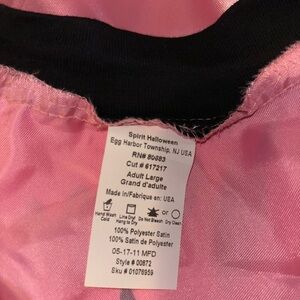 Spirit Halloween
Egg Harbor Township, NJ USA
RN# 80883
Cut # 617217
Adult Large
Grand d'adulte
Made in/Fabrique en: USA
Hand Wash Cold
Line Dry/ Hang to Dry
Do Not Bleach
or
Dry Clean
100% Polyester Satin
100% Satin de Polyester
05-17-11 MFD
Style # 00872
Sku # 01076959